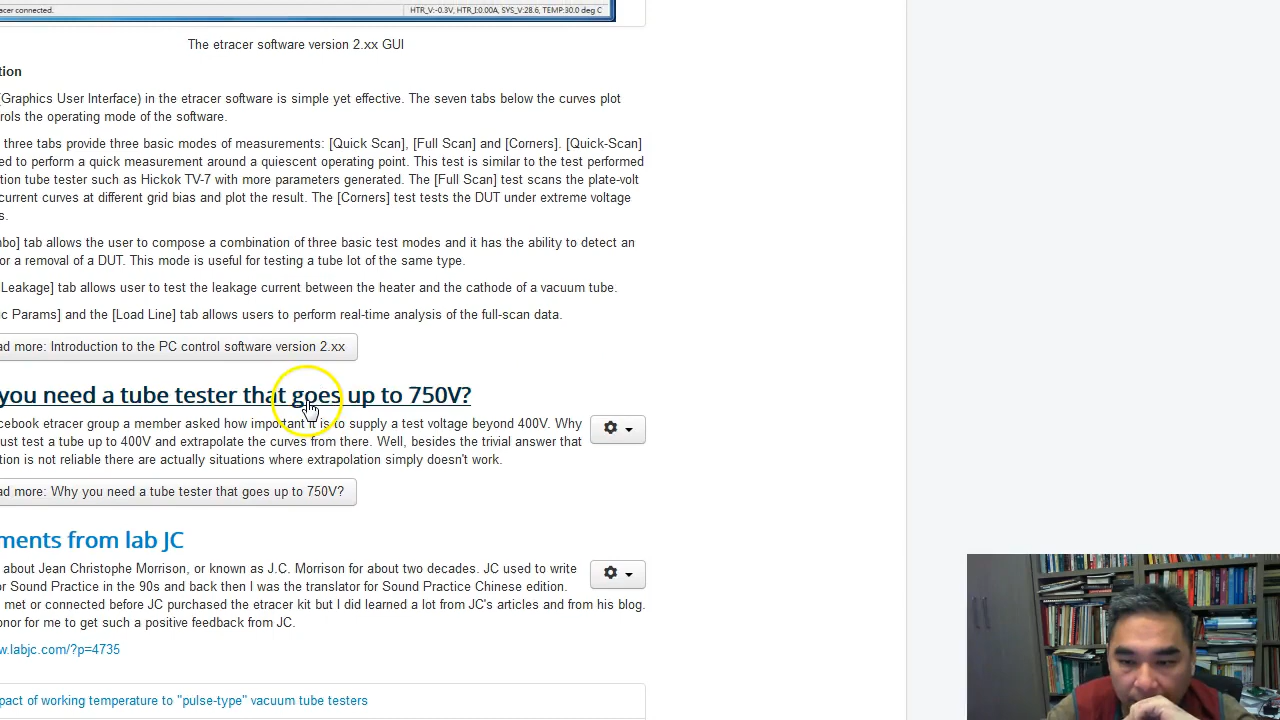 acer connected.
HTR_V:-0.3V, HTR_I:0.00A, SYS_V:28.6, TEMP:30.0 deg C
The etracer software version 2.xx GUI
tion
[Graphics User Interface) in the etracer software is simple yet effective. The seven tabs below the curves plot
rols the operating mode of the software.
three tabs provide three basic modes of measurements: [Quick Scan], [Full Scan] and [Corners]. [Quick-Scan]
ed to perform a quick measurement around a quiescent operating point. This test is similar to the test performed
tion tube tester such as Hickok TV-7 with more parameters generated. The [Full Scan] test scans the plate-volt
current curves at different grid bias and plot the result. The [Corners] test tests the DUT under extreme voltage
s.
nbo] tab allows the user to compose a combination of three basic test modes and it has the ability to detect an
or a removal of a DUT. This mode is useful for testing a tube lot of the same type.
Leakage] tab allows user to test the leakage current between the heater and the cathode of a vacuum tube.
ic Params] and the [Load Line] tab allows users to perform real-time analysis of the full-scan data.
ad more: Introduction to the PC control software version 2.xx
you need a tube tester that goes up to 750V?
cebook etracer group a member asked how important it is to supply a test voltage beyond 400V. Why
ust test a tube up to 400V and extrapolate the curves from there. Well, besides the trivial answer that
tion is not reliable there are actually situations where extrapolation simply doesn't work.
ad more: Why you need a tube tester that goes up to 750V?
ments from lab JC
about Jean Christophe Morrison, or known as J.C. Morrison for about two decades. JC used to write
or Sound Practice in the 90s and back then I was the translator for Sound Practice Chinese edition.
met or connected before JC purchased the etracer kit but I did learned a lot from JC's articles and from his blog.
onor for me to get such a positive feedback from JC.
w.labjc.com/?p=4735
pact of working temperature to "pulse-type" vacuum tube testers